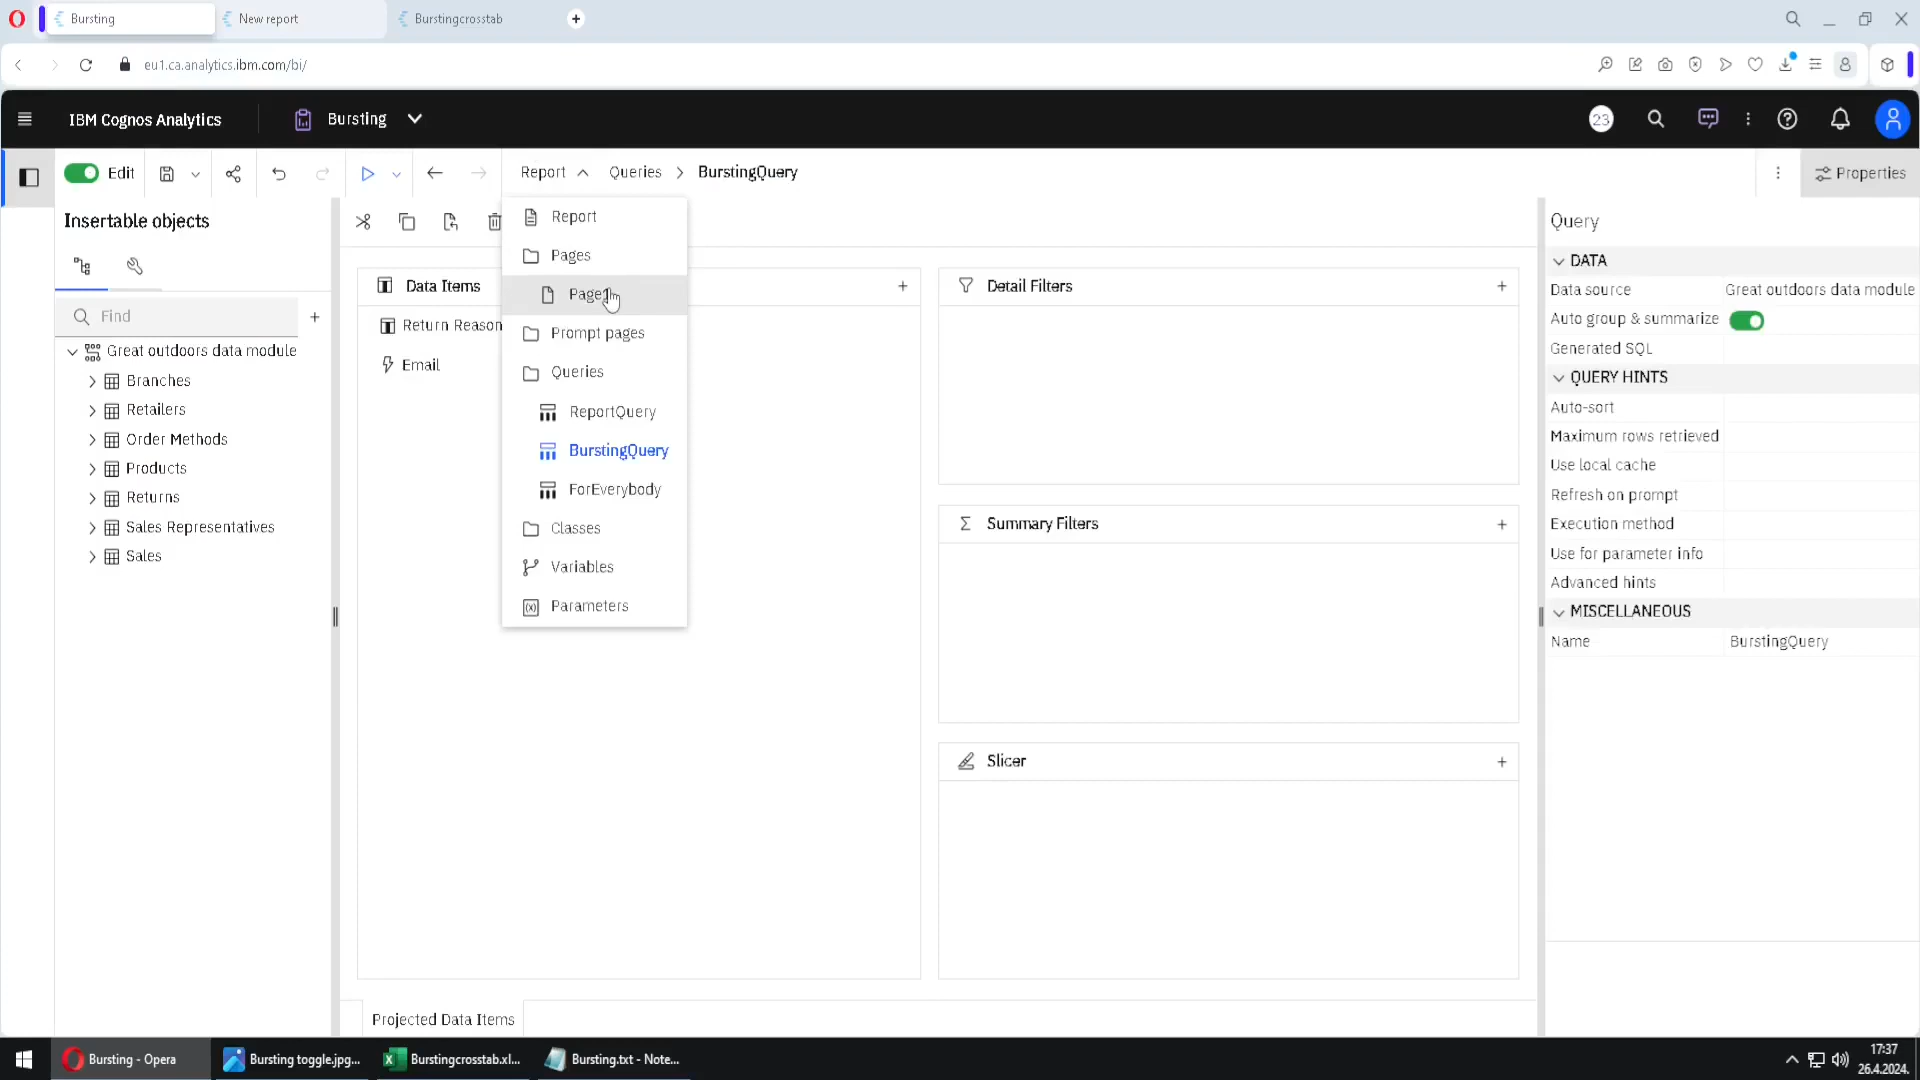 Bursting
New report
Burstingcrosstab
eu1.ca.analytics.ibm.com/bi/
IBM Cognos Analytics
Bursting
23
Edit
Report
Queries
BurstingQuery
Properties
Insertable objects
Find
Great outdoors data module
Branches
Retailers
Order Methods
Products
Returns
Sales Representatives
Sales
Report
Pages
Page1
Prompt pages
Queries
ReportQuery
BurstingQuery
ForEverybody
Classes
Variables
Parameters
Data Items
Return Reason
Email
Detail Filters
Summary Filters
Slicer
Projected Data Items
Query
DATA
Data source Great outdoors data module
Auto group & summarize
Generated SQL
QUERY HINTS
Auto-sort
Maximum rows retrieved
Use local cache
Refresh on prompt
Execution method
Use for parameter info
Advanced hints
MISCELLANEOUS
Name BurstingQuery
Bursting - Opera
Bursting toggle.jpg...
Burstingcrosstab.xl...
Bursting.txt - Note...
17:37
26.4.2024.